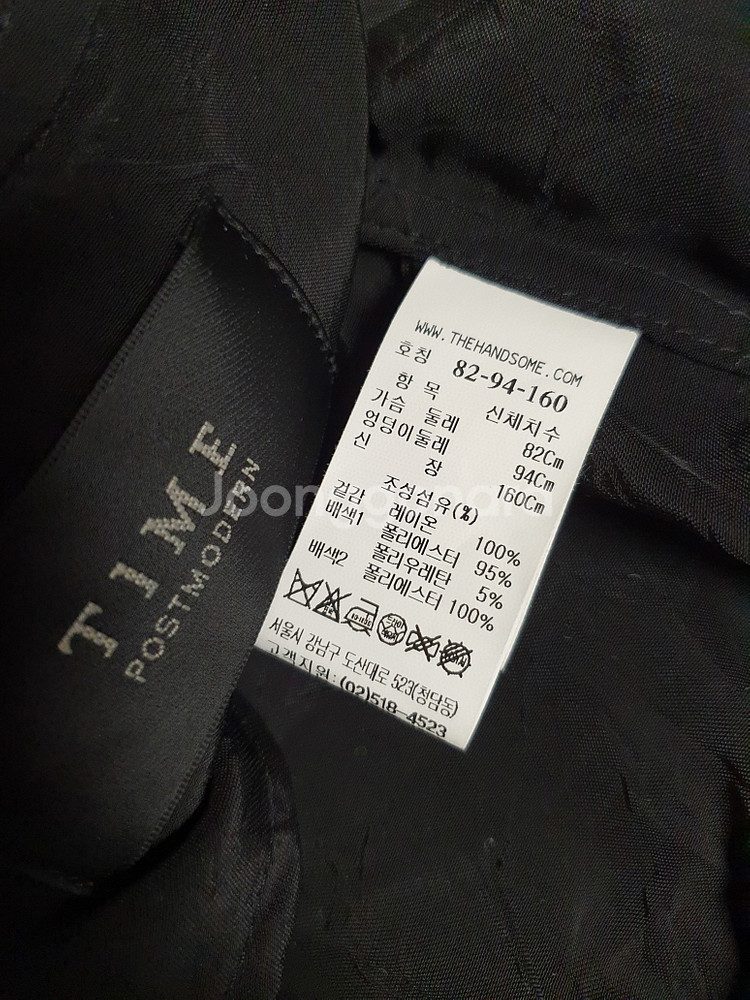 TIME
POSTMODERN
WWW.THEHANDSOME.COM
호칭 82-94-160
항 목 신체치수
가슴 둘레 82Cm
엉덩이둘레 94Cm
신 장 160Cm
조성섬유(%)
겉감 레이온 100%
배색1 폴리에스터 95%
폴리우레탄 5%
배색2 폴리에스터 100%
서울시 강남구 도산대로 523(청담동)
고객지원:(02)518-4523
Joonggonara